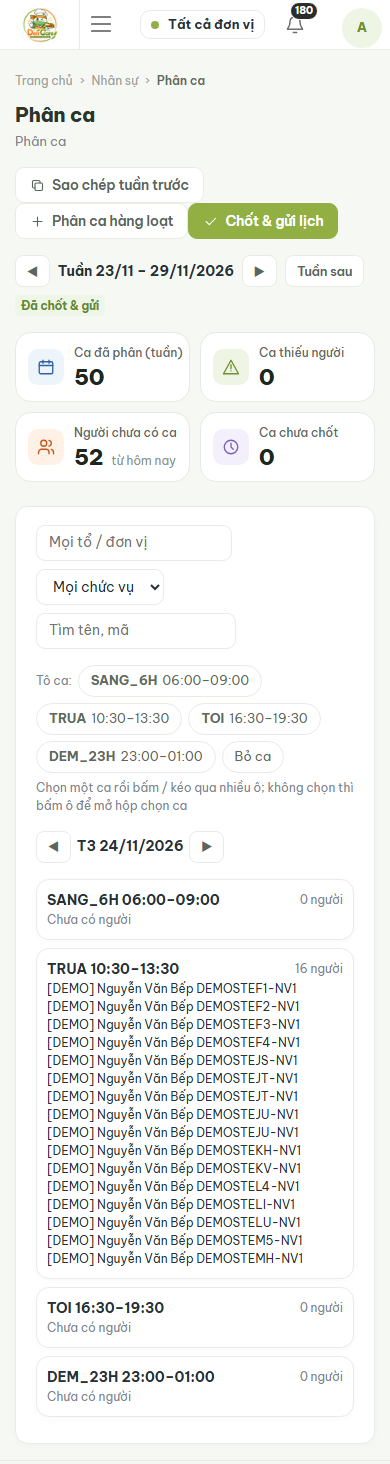 Tất cả đơn vị
180
A
Trang chủ > Nhân sự > Phân ca
Phân ca
Phân ca
Sao chép tuần trước
+ Phân ca hàng loạt
✓ Chốt & gửi lịch
◀ Tuần 23/11 – 29/11/2026 ▶ Tuần sau
Đã chốt & gửi
Ca đã phân (tuần)
50
Ca thiếu người
0
Người chưa có ca
52 từ hôm nay
Ca chưa chốt
0
Mọi tổ / đơn vị
Mọi chức vụ
Tìm tên, mã
Tô ca: SANG_6H 06:00–09:00
TRUA 10:30–13:30 TOI 16:30–19:30
DEM_23H 23:00–01:00 Bỏ ca
Chọn một ca rồi bấm / kéo qua nhiều ô; không chọn thì
bấm ô để mở hộp chọn ca
◀ T3 24/11/2026 ▶
SANG_6H 06:00–09:00 0 người
Chưa có người
TRUA 10:30–13:30 16 người
[DEMO] Nguyễn Văn Bếp DEMOSTEF1-NV1
[DEMO] Nguyễn Văn Bếp DEMOSTEF2-NV1
[DEMO] Nguyễn Văn Bếp DEMOSTEF3-NV1
[DEMO] Nguyễn Văn Bếp DEMOSTEF4-NV1
[DEMO] Nguyễn Văn Bếp DEMOSTEJS-NV1
[DEMO] Nguyễn Văn Bếp DEMOSTEJT-NV1
[DEMO] Nguyễn Văn Bếp DEMOSTEJT-NV1
[DEMO] Nguyễn Văn Bếp DEMOSTEJU-NV1
[DEMO] Nguyễn Văn Bếp DEMOSTEJU-NV1
[DEMO] Nguyễn Văn Bếp DEMOSTEKH-NV1
[DEMO] Nguyễn Văn Bếp DEMOSTEKV-NV1
[DEMO] Nguyễn Văn Bếp DEMOSTEL4-NV1
[DEMO] Nguyễn Văn Bếp DEMOSTELI-NV1
[DEMO] Nguyễn Văn Bếp DEMOSTELU-NV1
[DEMO] Nguyễn Văn Bếp DEMOSTEM5-NV1
[DEMO] Nguyễn Văn Bếp DEMOSTEMH-NV1
TOI 16:30–19:30 0 người
Chưa có người
DEM_23H 23:00–01:00 0 người
Chưa có người